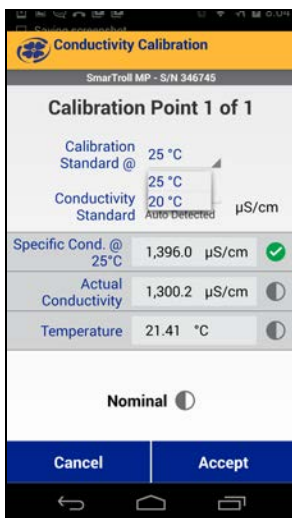 8:04
Saving screenshot...
Conductivity Calibration
SmarTroll MP - S/N 346745
Calibration Point 1 of 1
Calibration
Standard @
25 °C
25 °C
20 °C
Conductivity
Standard
Auto Detected
µS/cm
Specific Cond. @
25°C
1,396.0 µS/cm
Actual
Conductivity
1,300.2 µS/cm
Temperature
21.41 °C
Nominal
Cancel
Accept